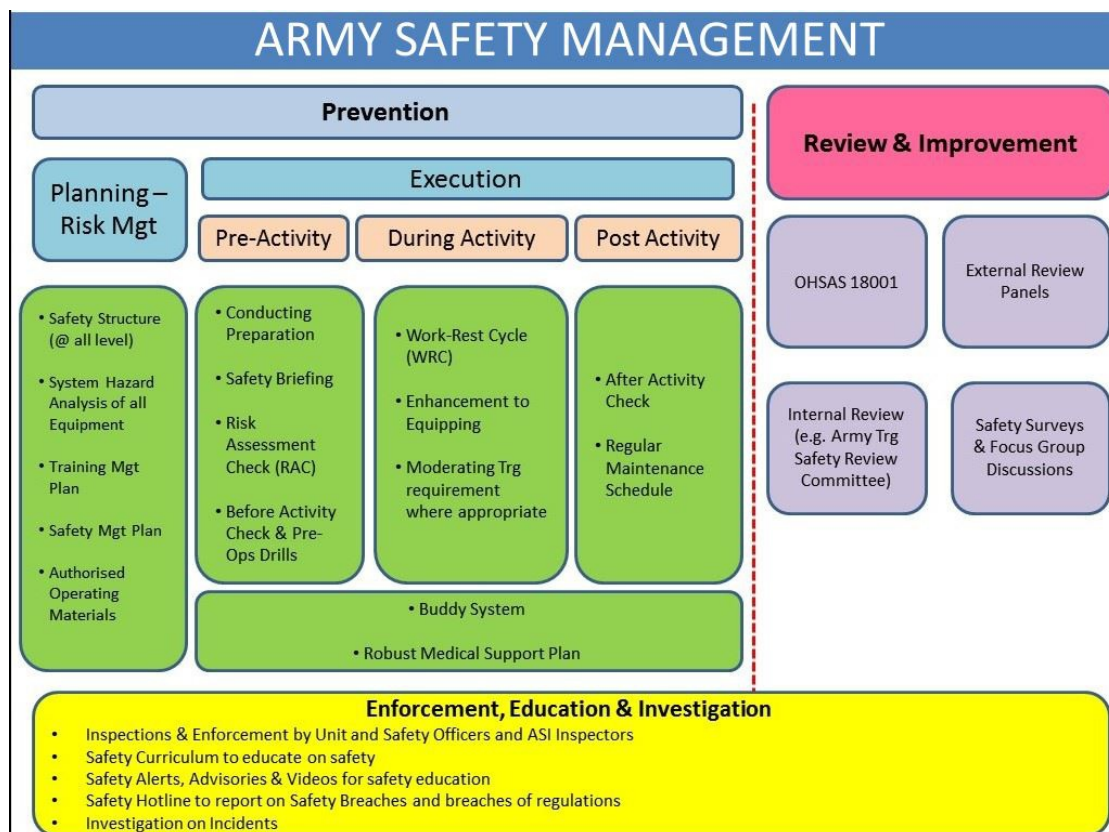 ARMY SAFETY MANAGEMENT
Prevention
Planning –
Risk Mgt
Execution
Pre-Activity
During Activity
Post Activity
• Safety Structure
(@ all level)
• System Hazard
Analysis of all
Equipment
• Training Mgt
Plan
• Safety Mgt Plan
• Authorised
Operating
Materials
• Conducting
Preparation
• Safety Briefing
• Risk
Assessment
Check (RAC)
• Before Activity
Check & Pre-
Ops Drills
• Work-Rest Cycle
(WRC)
• Enhancement to
Equipping
• Moderating Trg
requirement
where appropriate
• After Activity
Check
• Regular
Maintenance
Schedule
• Buddy System
• Robust Medical Support Plan
Review & Improvement
OHSAS 18001
External Review
Panels
Internal Review
(e.g. Army Trg
Safety Review
Committee)
Safety Surveys
& Focus Group
Discussions
Enforcement, Education & Investigation
• Inspections & Enforcement by Unit and Safety Officers and ASI Inspectors
• Safety Curriculum to educate on safety
• Safety Alerts, Advisories & Videos for safety education
• Safety Hotline to report on Safety Breaches and breaches of regulations
• Investigation on Incidents